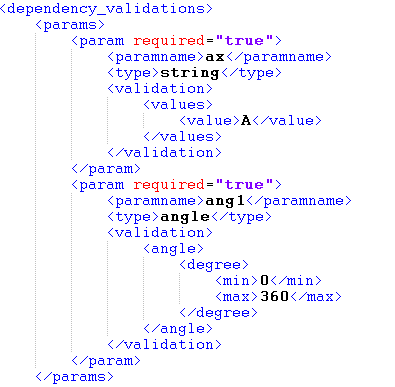 <dependency_validations>
<params>
<param required="true">
<paramname>ax</paramname>
<type>string</type>
<validation>
<values>
<value>A</value>
</values>
</validation>
</param>
<param required="true">
<paramname>ang1</paramname>
<type>angle</type>
<validation>
<angle>
<degree>
<min>0</min>
<max>360</max>
</degree>
</angle>
</validation>
</param>
</params>